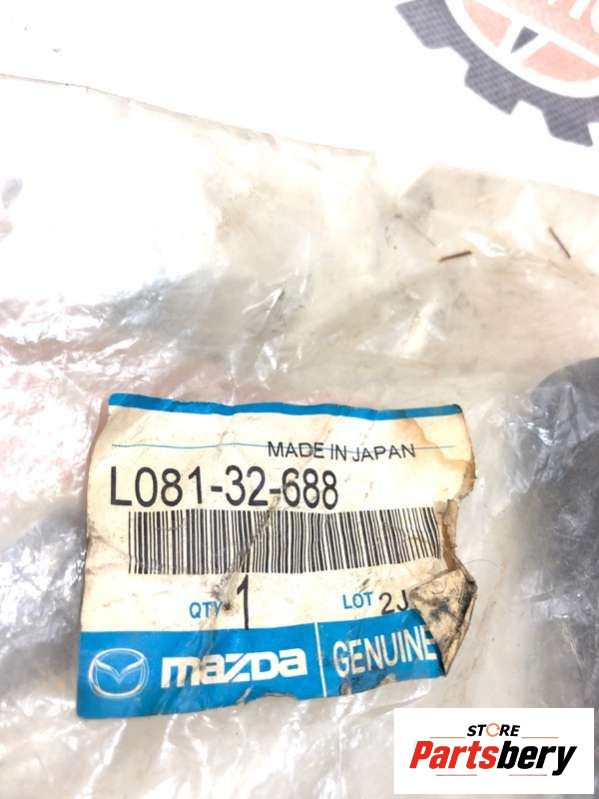 MADE IN JAPAN
L081-32-688
QTY 1 LOT 2J
mazda GENUINE
STORE
Partsbery